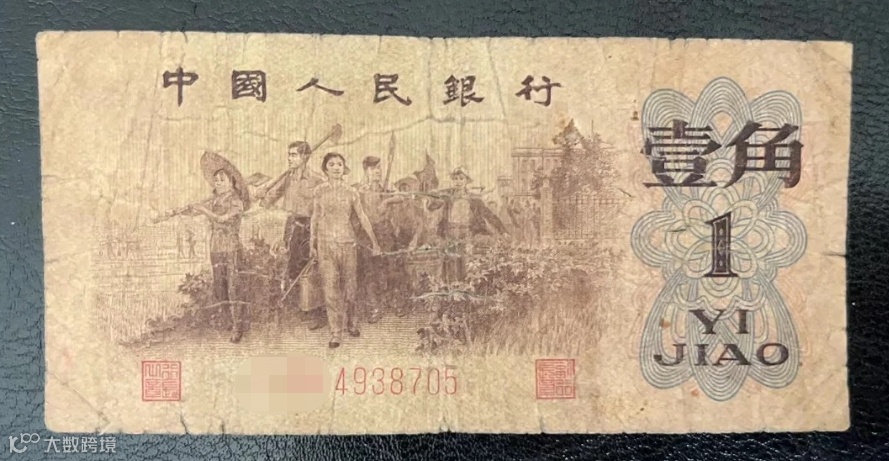 中國人民銀行
壹角
1
YI
JIAO
4938705
大数跨境